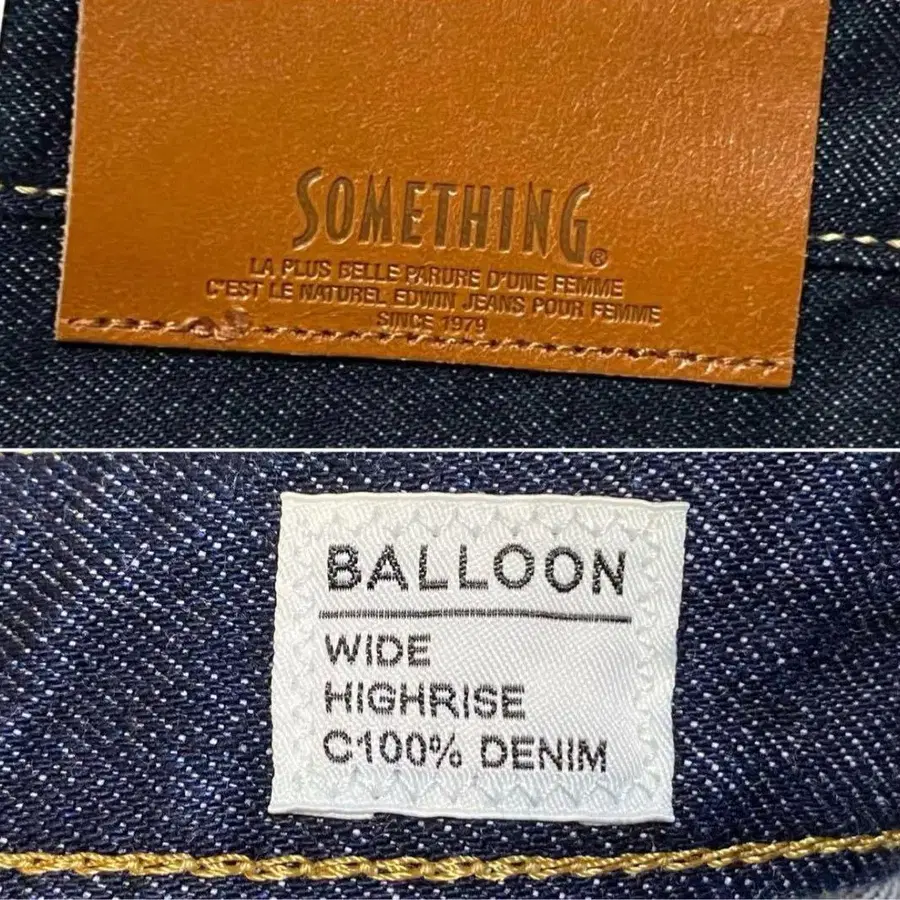 SOMETHING®
LA PLUS BELLE PARURE D'UNE FEMME
C'EST LE NATUREL EDWIN JEANS POUR FEMME
SINCE 1979
BALLOON
WIDE
HIGHRISE
C100% DENIM